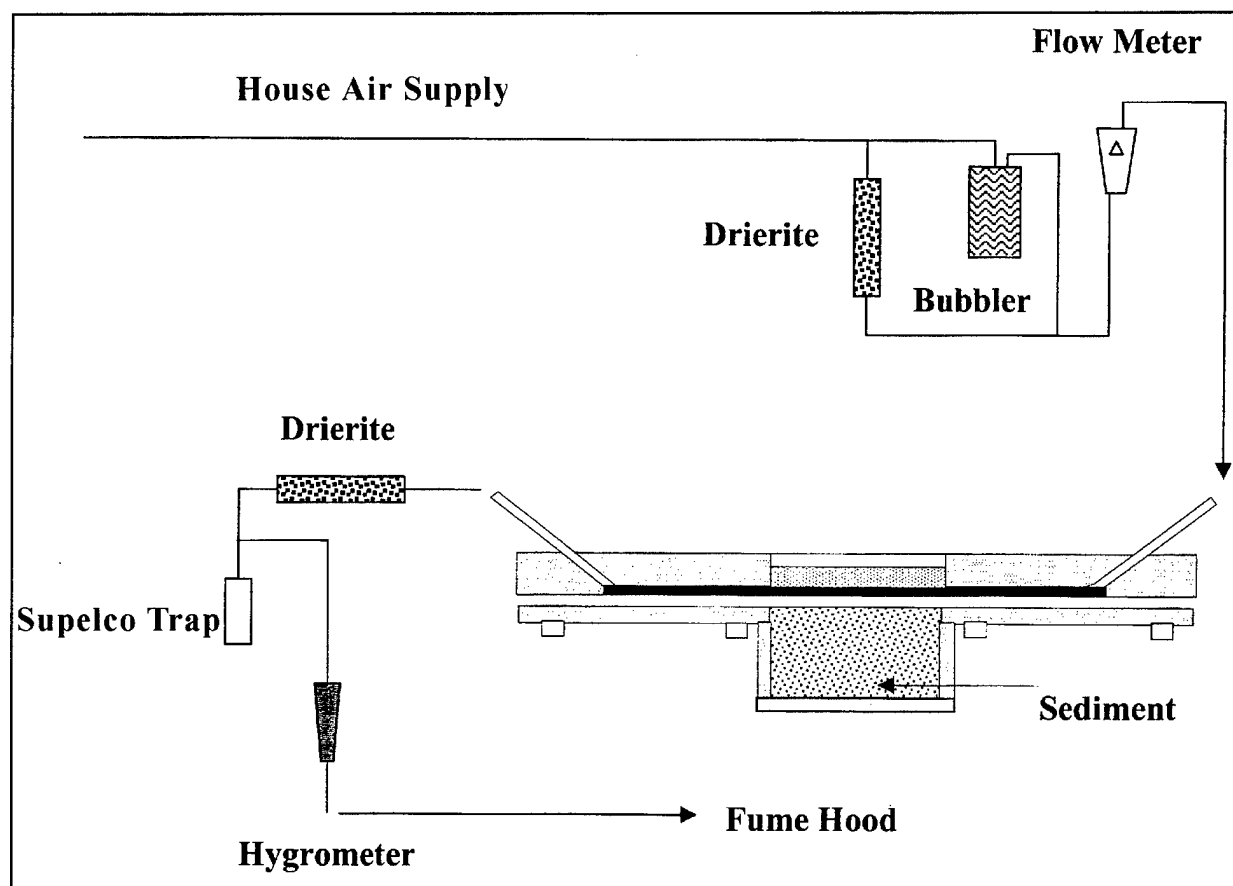 Flow Meter
House Air Supply
Drierite
Bubbler
Drierite
Supelco Trap
Sediment
Fume Hood
Hygrometer